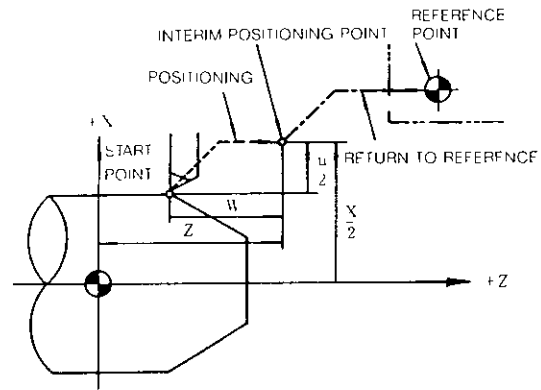 REFERENCE
POINT
INTERIM POSITIONING POINT
POSITIONING
+X
START
POINT
RETURN TO REFERENCE
u
2
W
X
2
Z
+Z